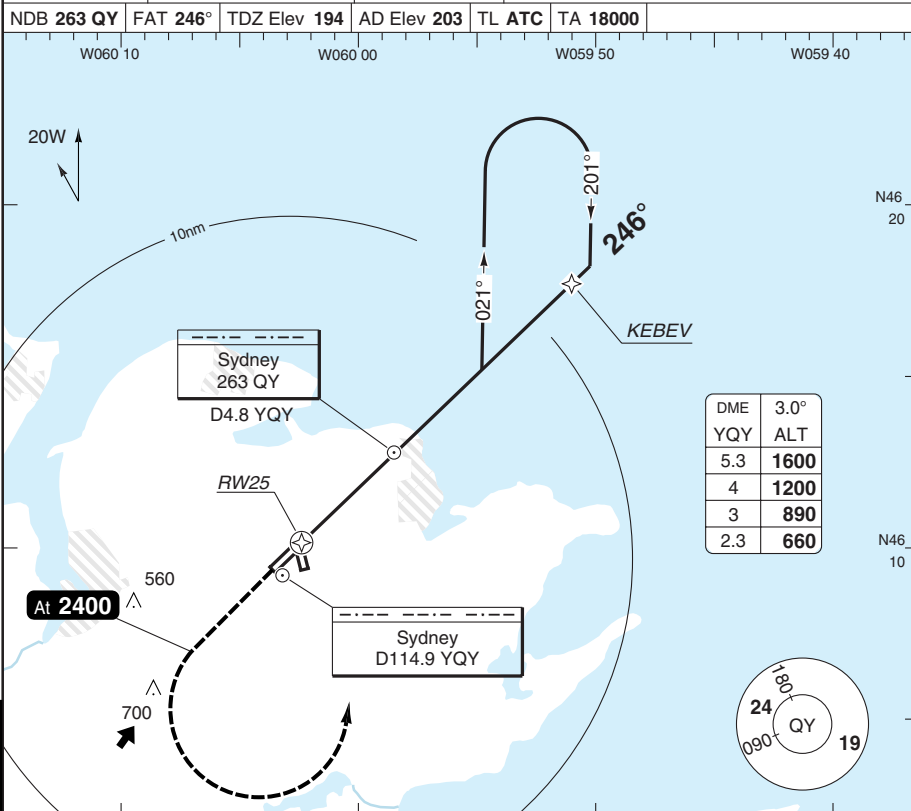 NDB 263 QY FAT 246° TDZ Elev 194 AD Elev 203 TL ATC TA 18000
W060 10 W060 00 W059 50 W059 40
20W
10nm
021°
201°
246°
N46
20
KEBEV
Sydney
263 QY
D4.8 YQY
DME 3.0°
YQY ALT
5.3 1600
4 1200
3 890
2.3 660
RW25
N46
10
560
At 2400
Sydney
D114.9 YQY
700
180
24
QY
090
19